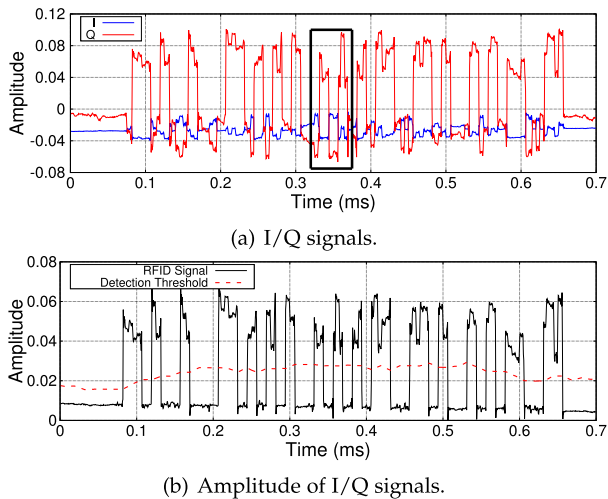 0.12
0.08
0.04
0
-0.04
-0.08
Amplitude
I
Q
0 0.1 0.2 0.3 0.4 0.5 0.6 0.7
Time (ms)
(a) I/Q signals.
0.08
0.06
0.04
0.02
0
Amplitude
RFID Signal
Detection Threshold
0 0.1 0.2 0.3 0.4 0.5 0.6 0.7
Time (ms)
(b) Amplitude of I/Q signals.